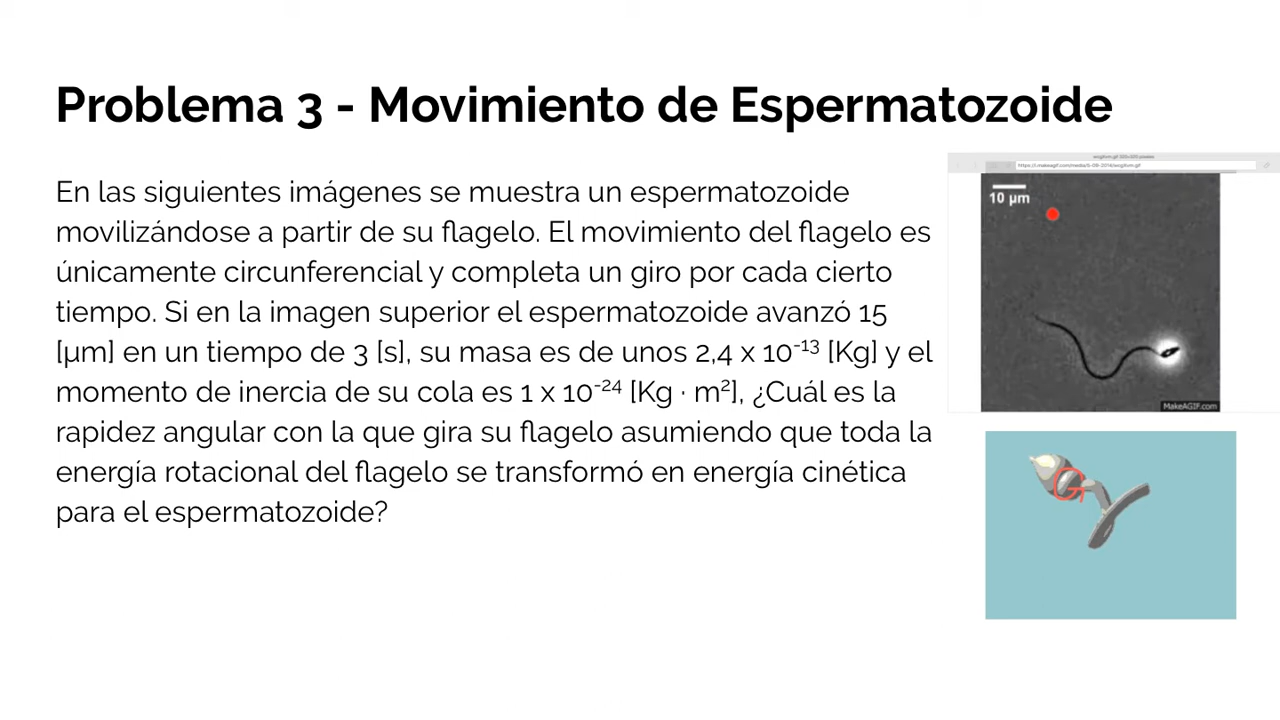 Problema 3 - Movimiento de Espermatozoide
En las siguientes imágenes se muestra un espermatozoide
movilizándose a partir de su flagelo. El movimiento del flagelo es
únicamente circunferencial y completa un giro por cada cierto
tiempo. Si en la imagen superior el espermatozoide avanzó 15
[µm] en un tiempo de 3 [s], su masa es de unos 2,4 x 10⁻¹³ [Kg] y el
momento de inercia de su cola es 1 x 10⁻²⁴ [Kg · m²], ¿Cuál es la
rapidez angular con la que gira su flagelo asumiendo que toda la
energía rotacional del flagelo se transformó en energía cinética
para el espermatozoide?
10 µm
MakeAGIF.com